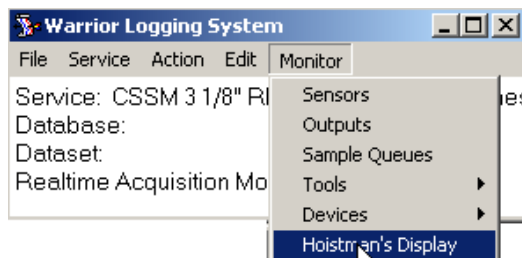 Warrior Logging System
File Service Action Edit Monitor
Service: CSSM 3 1/8"
Database:
Dataset:
Realtime Acquisition
Sensors
Outputs
Sample Queues
Tools
Devices
Hoistman's Display